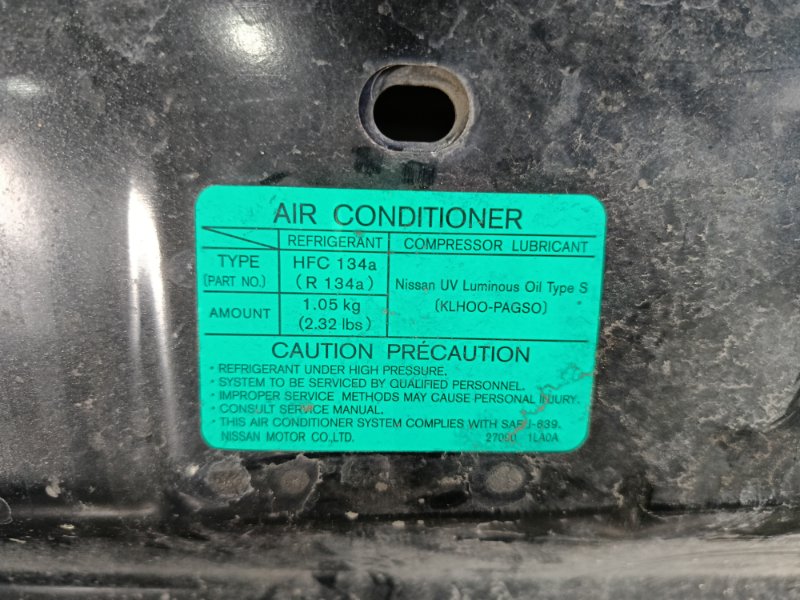 AIR CONDITIONER
REFRIGERANT COMPRESSOR LUBRICANT
TYPE
(PART NO.)
HFC 134a
(R 134a)
Nissan UV Luminous Oil Type S
(KLHOO-PAGSO)
AMOUNT
1.05 kg
(2.32 lbs)
CAUTION PRÉCAUTION
• REFRIGERANT UNDER HIGH PRESSURE.
• SYSTEM TO BE SERVICED BY QUALIFIED PERSONNEL.
• IMPROPER SERVICE METHODS MAY CAUSE PERSONAL INJURY.
• CONSULT SERVICE MANUAL.
• THIS AIR CONDITIONER SYSTEM COMPLIES WITH SAE J-639.
NISSAN MOTOR CO.,LTD. 27090 1LA0A